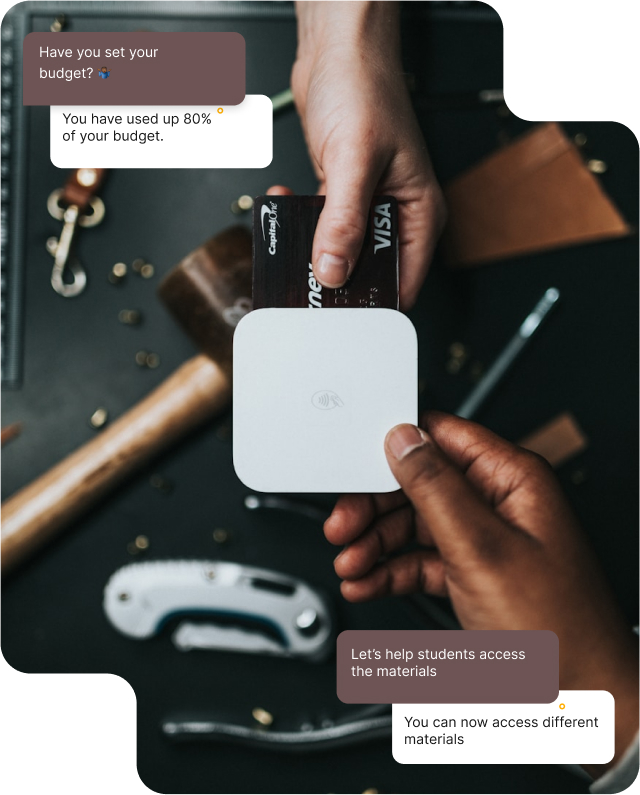 Have you set your
budget?
You have used up 80%
of your budget.
CapitalOne
VISA
Let’s help students access
the materials
You can now access different
materials